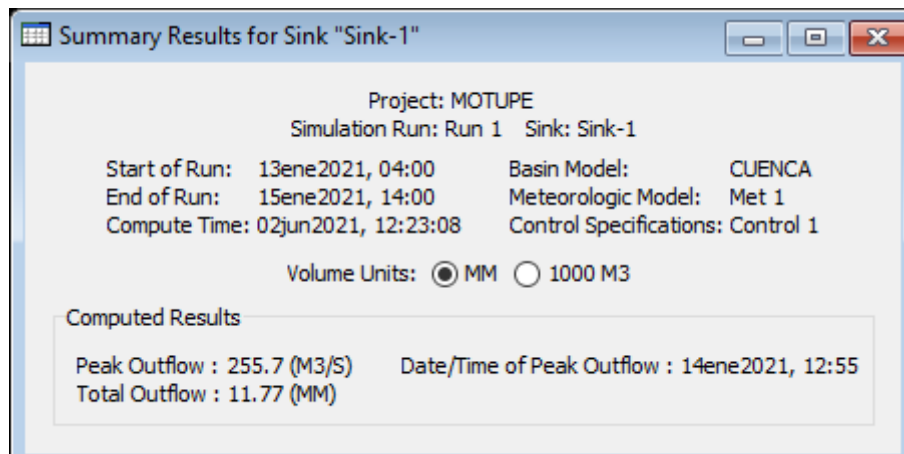 Summary Results for Sink "Sink-1"
Project: MOTUPE
Simulation Run: Run 1 Sink: Sink-1
Start of Run: 13ene2021, 04:00 Basin Model: CUENCA
End of Run: 15ene2021, 14:00 Meteorologic Model: Met 1
Compute Time: 02jun2021, 12:23:08 Control Specifications: Control 1
Volume Units: MM 1000 M3
Computed Results
Peak Outflow : 255.7 (M3/S) Date/Time of Peak Outflow : 14ene2021, 12:55
Total Outflow : 11.77 (MM)